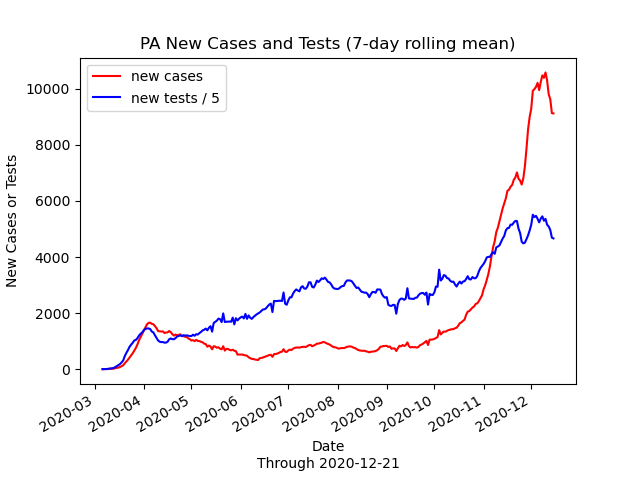 PA New Cases and Tests (7-day rolling mean)
new cases
new tests / 5
New Cases or Tests
10000
8000
6000
4000
2000
0
2020-03
2020-04
2020-05
2020-06
2020-07
2020-08
2020-09
2020-10
2020-11
2020-12
Date
Through 2020-12-21